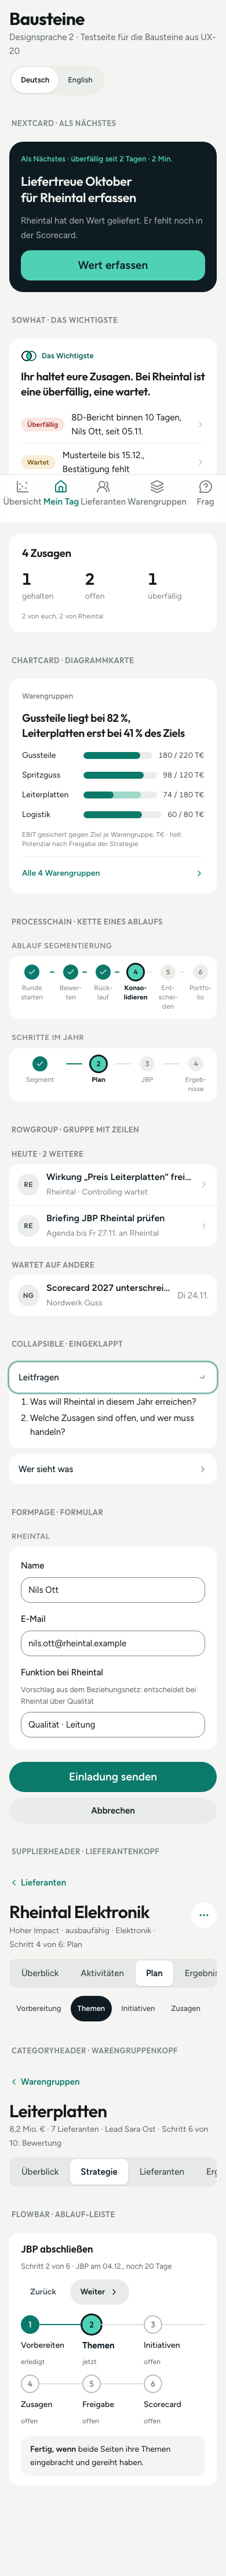 Bausteine
Designsprache 2 · Testseite für die Bausteine aus UX-
20
Deutsch
English
NEXTCARD · ALS NÄCHSTES
Als Nächstes · überfällig seit 2 Tagen · 2 Min.
Liefertreue Oktober
für Rheintal erfassen
Rheintal hat den Wert geliefert. Er fehlt noch in
der Scorecard.
Wert erfassen
SOWHAT · DAS WICHTIGSTE
Das Wichtigste
Ihr haltet eure Zusagen. Bei Rheintal ist
eine überfällig, eine wartet.
Überfällig
8D-Bericht binnen 10 Tagen,
Nils Ott, seit 05.11.
Wartet
Musterteile bis 15.12.,
Bestätigung fehlt
Übersicht
Mein Tag
Lieferanten
Warengruppen
Frag
4 Zusagen
1
2
1
gehalten
offen
überfällig
2 von euch, 2 von Rheintal
CHARTCARD · DIAGRAMMKARTE
Warengruppen
Gussteile liegt bei 82 %,
Leiterplatten erst bei 41 % des Ziels
Gussteile
180 / 220 T€
Spritzguss
98 / 120 T€
Leiterplatten
74 / 180 T€
Logistik
60 / 80 T€
EBIT gesichert gegen Ziel je Warengruppe, T€ · hell:
Potenzial nach Freigabe der Strategie
Alle 4 Warengruppen
PROCESSCHAIN · KETTE EINES ABLAUFS
ABLAUF SEGMENTIERUNG
4
5
6
Runde
starten
Bewer-
ten
Rück-
lauf
Konso-
lidieren
Ent-
schei-
den
Portfo-
lio
SCHRITTE IM JAHR
2
3
4
Segment
Plan
JBP
Ergeb-
nisse
ROWGROUP · GRUPPE MIT ZEILEN
HEUTE · 2 WEITERE
RE
Wirkung „Preis Leiterplatten“ frei...
Rheintal · Controlling wartet
RE
Briefing JBP Rheintal prüfen
Agenda bis Fr 27.11. an Rheintal
WARTET AUF ANDERE
NG
Scorecard 2027 unterschrei...
Nordwerk Guss
Di 24.11.
COLLAPSIBLE · EINGEKLAPPT
Leitfragen
1. Was will Rheintal in diesem Jahr erreichen?
2. Welche Zusagen sind offen, und wer muss
handeln?
Wer sieht was
FORMPAGE · FORMULAR
RHEINTAL
Name
Nils Ott
E-Mail
nils.ott@rheintal.example
Funktion bei Rheintal
Vorschlag aus dem Beziehungsnetz: entscheidet bei
Rheintal über Qualität
Qualität · Leitung
Einladung senden
Abbrechen
SUPPLIERHEADER · LIEFERANTENKOPF
Lieferanten
Rheintal Elektronik
Hoher Impact · ausbaufähig · Elektronik ·
Schritt 4 von 6: Plan
Überblick
Aktivitäten
Plan
Ergebnis
Vorbereitung
Themen
Initiativen
Zusagen
CATEGORYHEADER · WARENGRUPPENKOPF
Warengruppen
Leiterplatten
8,2 Mio. € · 7 Lieferanten · Lead Sara Ost · Schritt 6 von
10: Bewertung
Überblick
Strategie
Lieferanten
Erg
FLOWBAR · ABLAUF-LEISTE
JBP abschließen
Schritt 2 von 6 · JBP am 04.12., noch 20 Tage
Zurück
Weiter
1
2
3
Vorbereiten
Themen
Initiativen
erledigt
jetzt
offen
4
5
6
Zusagen
Freigabe
Scorecard
offen
offen
offen
Fertig, wenn beide Seiten ihre Themen
eingebracht und gereiht haben.